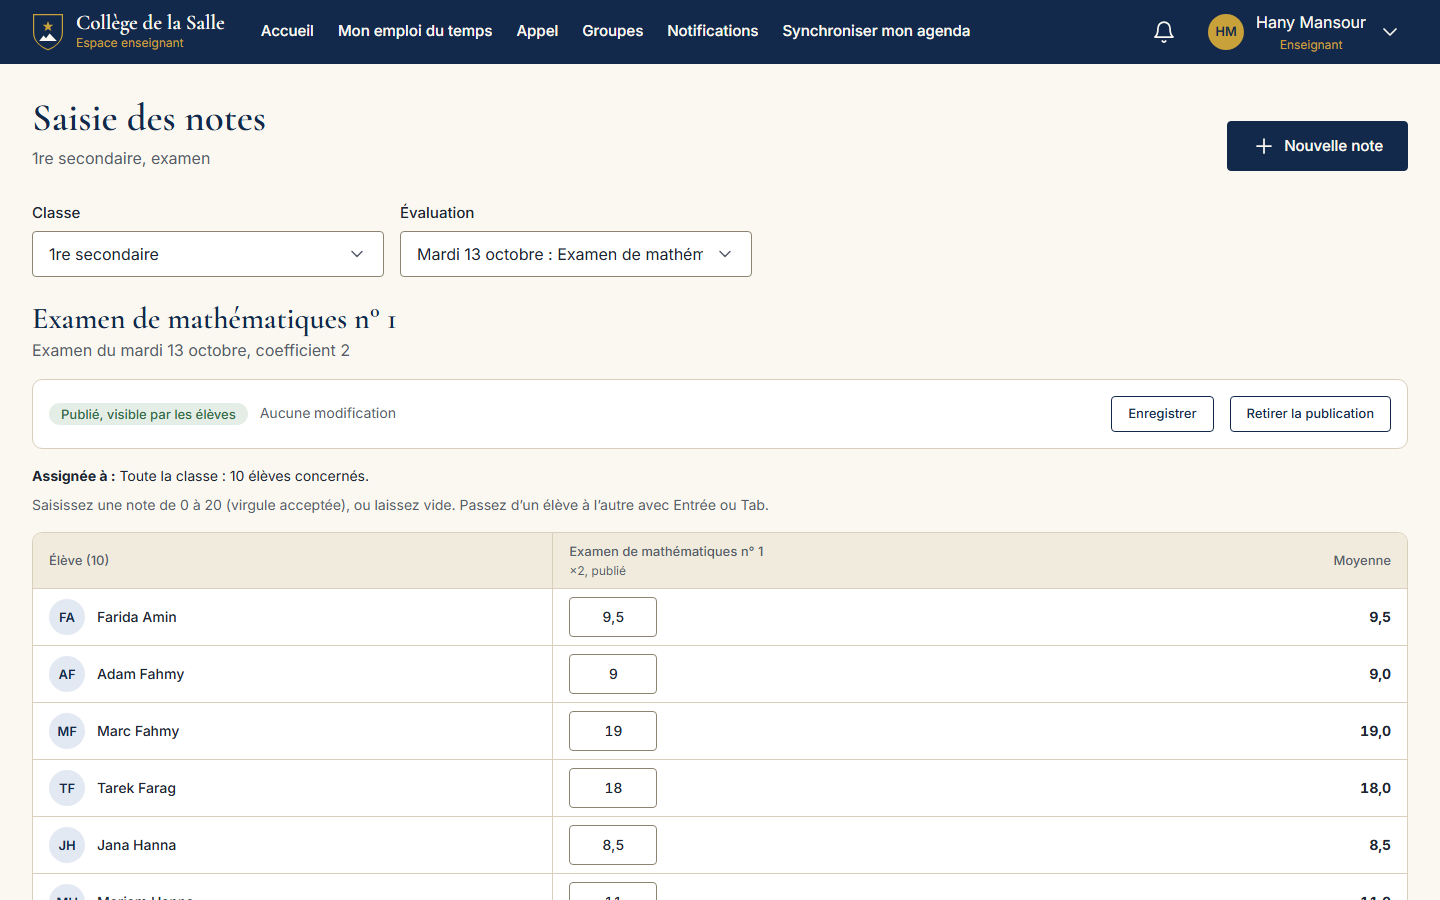 Collège de la Salle
Espace enseignant
Accueil
Mon emploi du temps
Appel
Groupes
Notifications
Synchroniser mon agenda
HM
Hany Mansour
Enseignant
Saisie des notes
1re secondaire, examen
Nouvelle note
Classe
Évaluation
1re secondaire
Mardi 13 octobre : Examen de mathém
Examen de mathématiques n° 1
Examen du mardi 13 octobre, coefficient 2
Publié, visible par les élèves
Aucune modification
Enregistrer
Retirer la publication
Assignée à : Toute la classe : 10 élèves concernés.
Saisissez une note de 0 à 20 (virgule acceptée), ou laissez vide. Passez d’un élève à l’autre avec Entrée ou Tab.
Élève (10)
Examen de mathématiques n° 1
×2, publié
Moyenne
FA Farida Amin 9,5 9,5
AF Adam Fahmy 9 9,0
MF Marc Fahmy 19 19,0
TF Tarek Farag 18 18,0
JH Jana Hanna 8,5 8,5